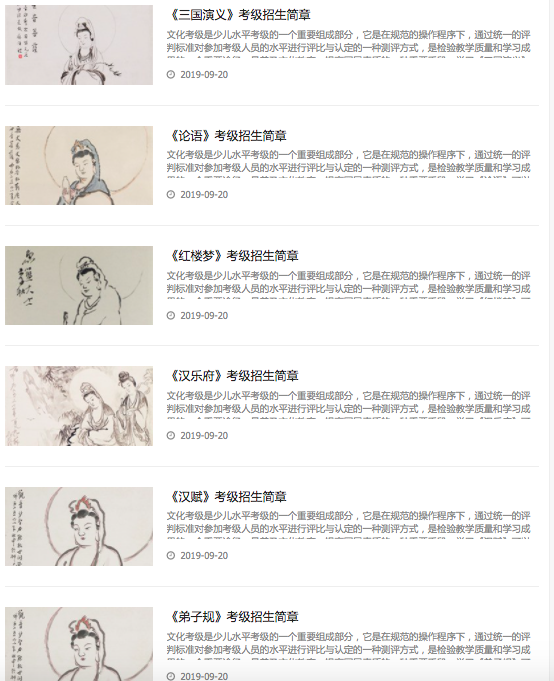 《三国演义》考级招生简章
文化考级是少儿水平考级的一个重要组成部分，它是在规范的操作程序下，通过统一的评
判标准对参加考级人员的水平进行评比与认定的一种测评方式，是检验教学质量和学习成
2019-09-20
《论语》考级招生简章
文化考级是少儿水平考级的一个重要组成部分，它是在规范的操作程序下，通过统一的评
判标准对参加考级人员的水平进行评比与认定的一种测评方式，是检验教学质量和学习成
2019-09-20
《红楼梦》考级招生简章
文化考级是少儿水平考级的一个重要组成部分，它是在规范的操作程序下，通过统一的评
判标准对参加考级人员的水平进行评比与认定的一种测评方式，是检验教学质量和学习成
2019-09-20
《汉乐府》考级招生简章
文化考级是少儿水平考级的一个重要组成部分，它是在规范的操作程序下，通过统一的评
判标准对参加考级人员的水平进行评比与认定的一种测评方式，是检验教学质量和学习成
2019-09-20
《汉赋》考级招生简章
文化考级是少儿水平考级的一个重要组成部分，它是在规范的操作程序下，通过统一的评
判标准对参加考级人员的水平进行评比与认定的一种测评方式，是检验教学质量和学习成
2019-09-20
《弟子规》考级招生简章
文化考级是少儿水平考级的一个重要组成部分，它是在规范的操作程序下，通过统一的评
判标准对参加考级人员的水平进行评比与认定的一种测评方式，是检验教学质量和学习成
2019-09-20